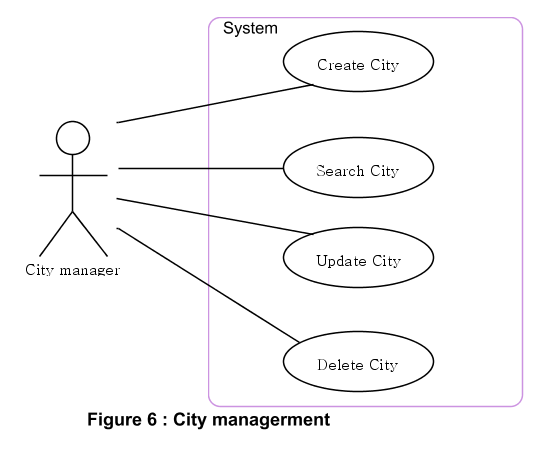 System
Create City
Search City
Update City
Delete City
City manager
Figure 6 : City managerment